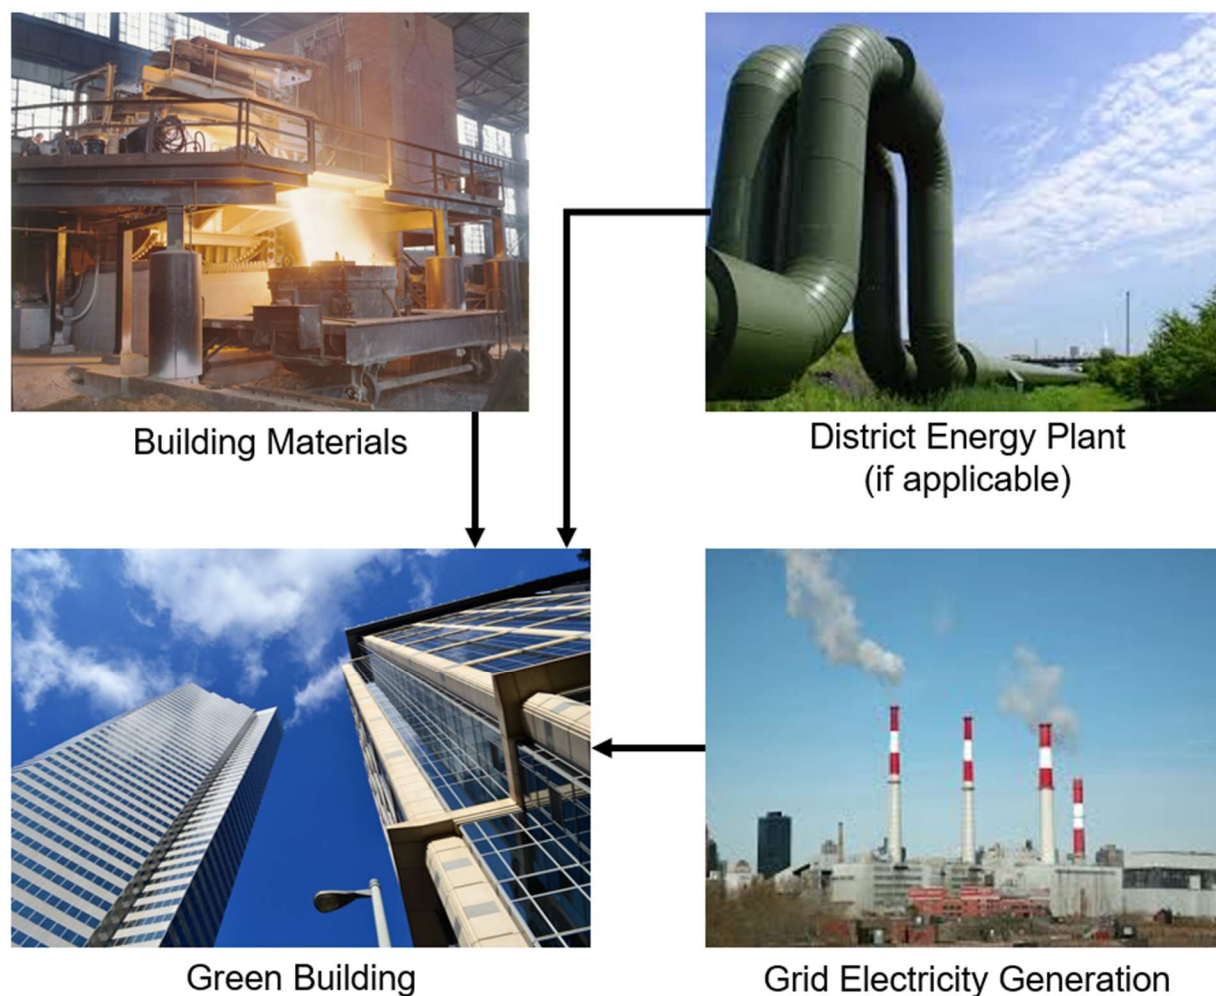 Building Materials
District Energy Plant
(if applicable)
Green Building
Grid Electricity Generation